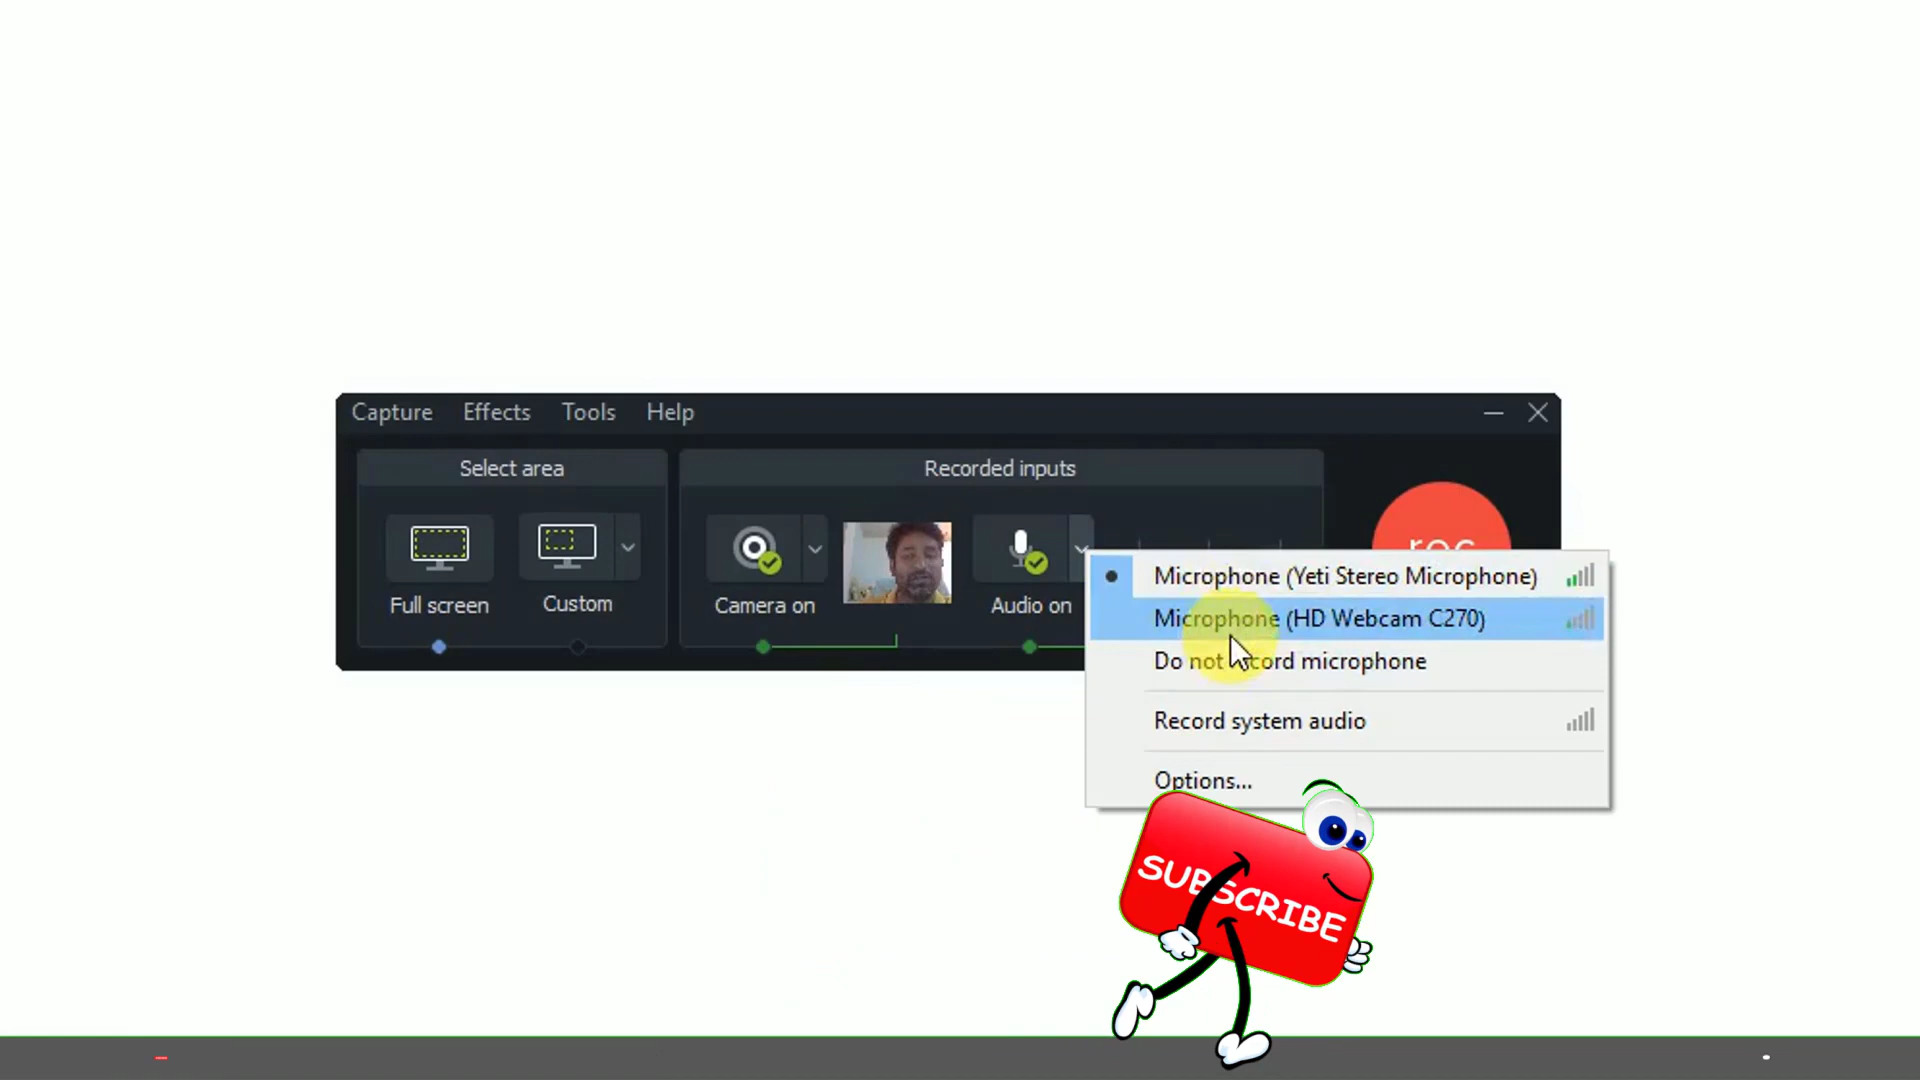 Capture Effects Tools Help
Select area
Recorded inputs
Full screen
Custom
Camera on
Audio on
Microphone (Yeti Stereo Microphone)
Microphone (HD Webcam C270)
Do not record microphone
Record system audio
Options...
SUBSCRIBE